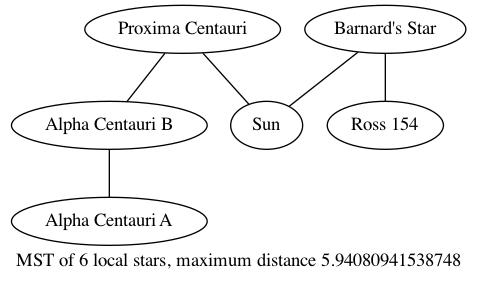 Proxima Centauri
Barnard's Star
Alpha Centauri B
Sun
Ross 154
Alpha Centauri A
MST of 6 local stars, maximum distance 5.94080941538748